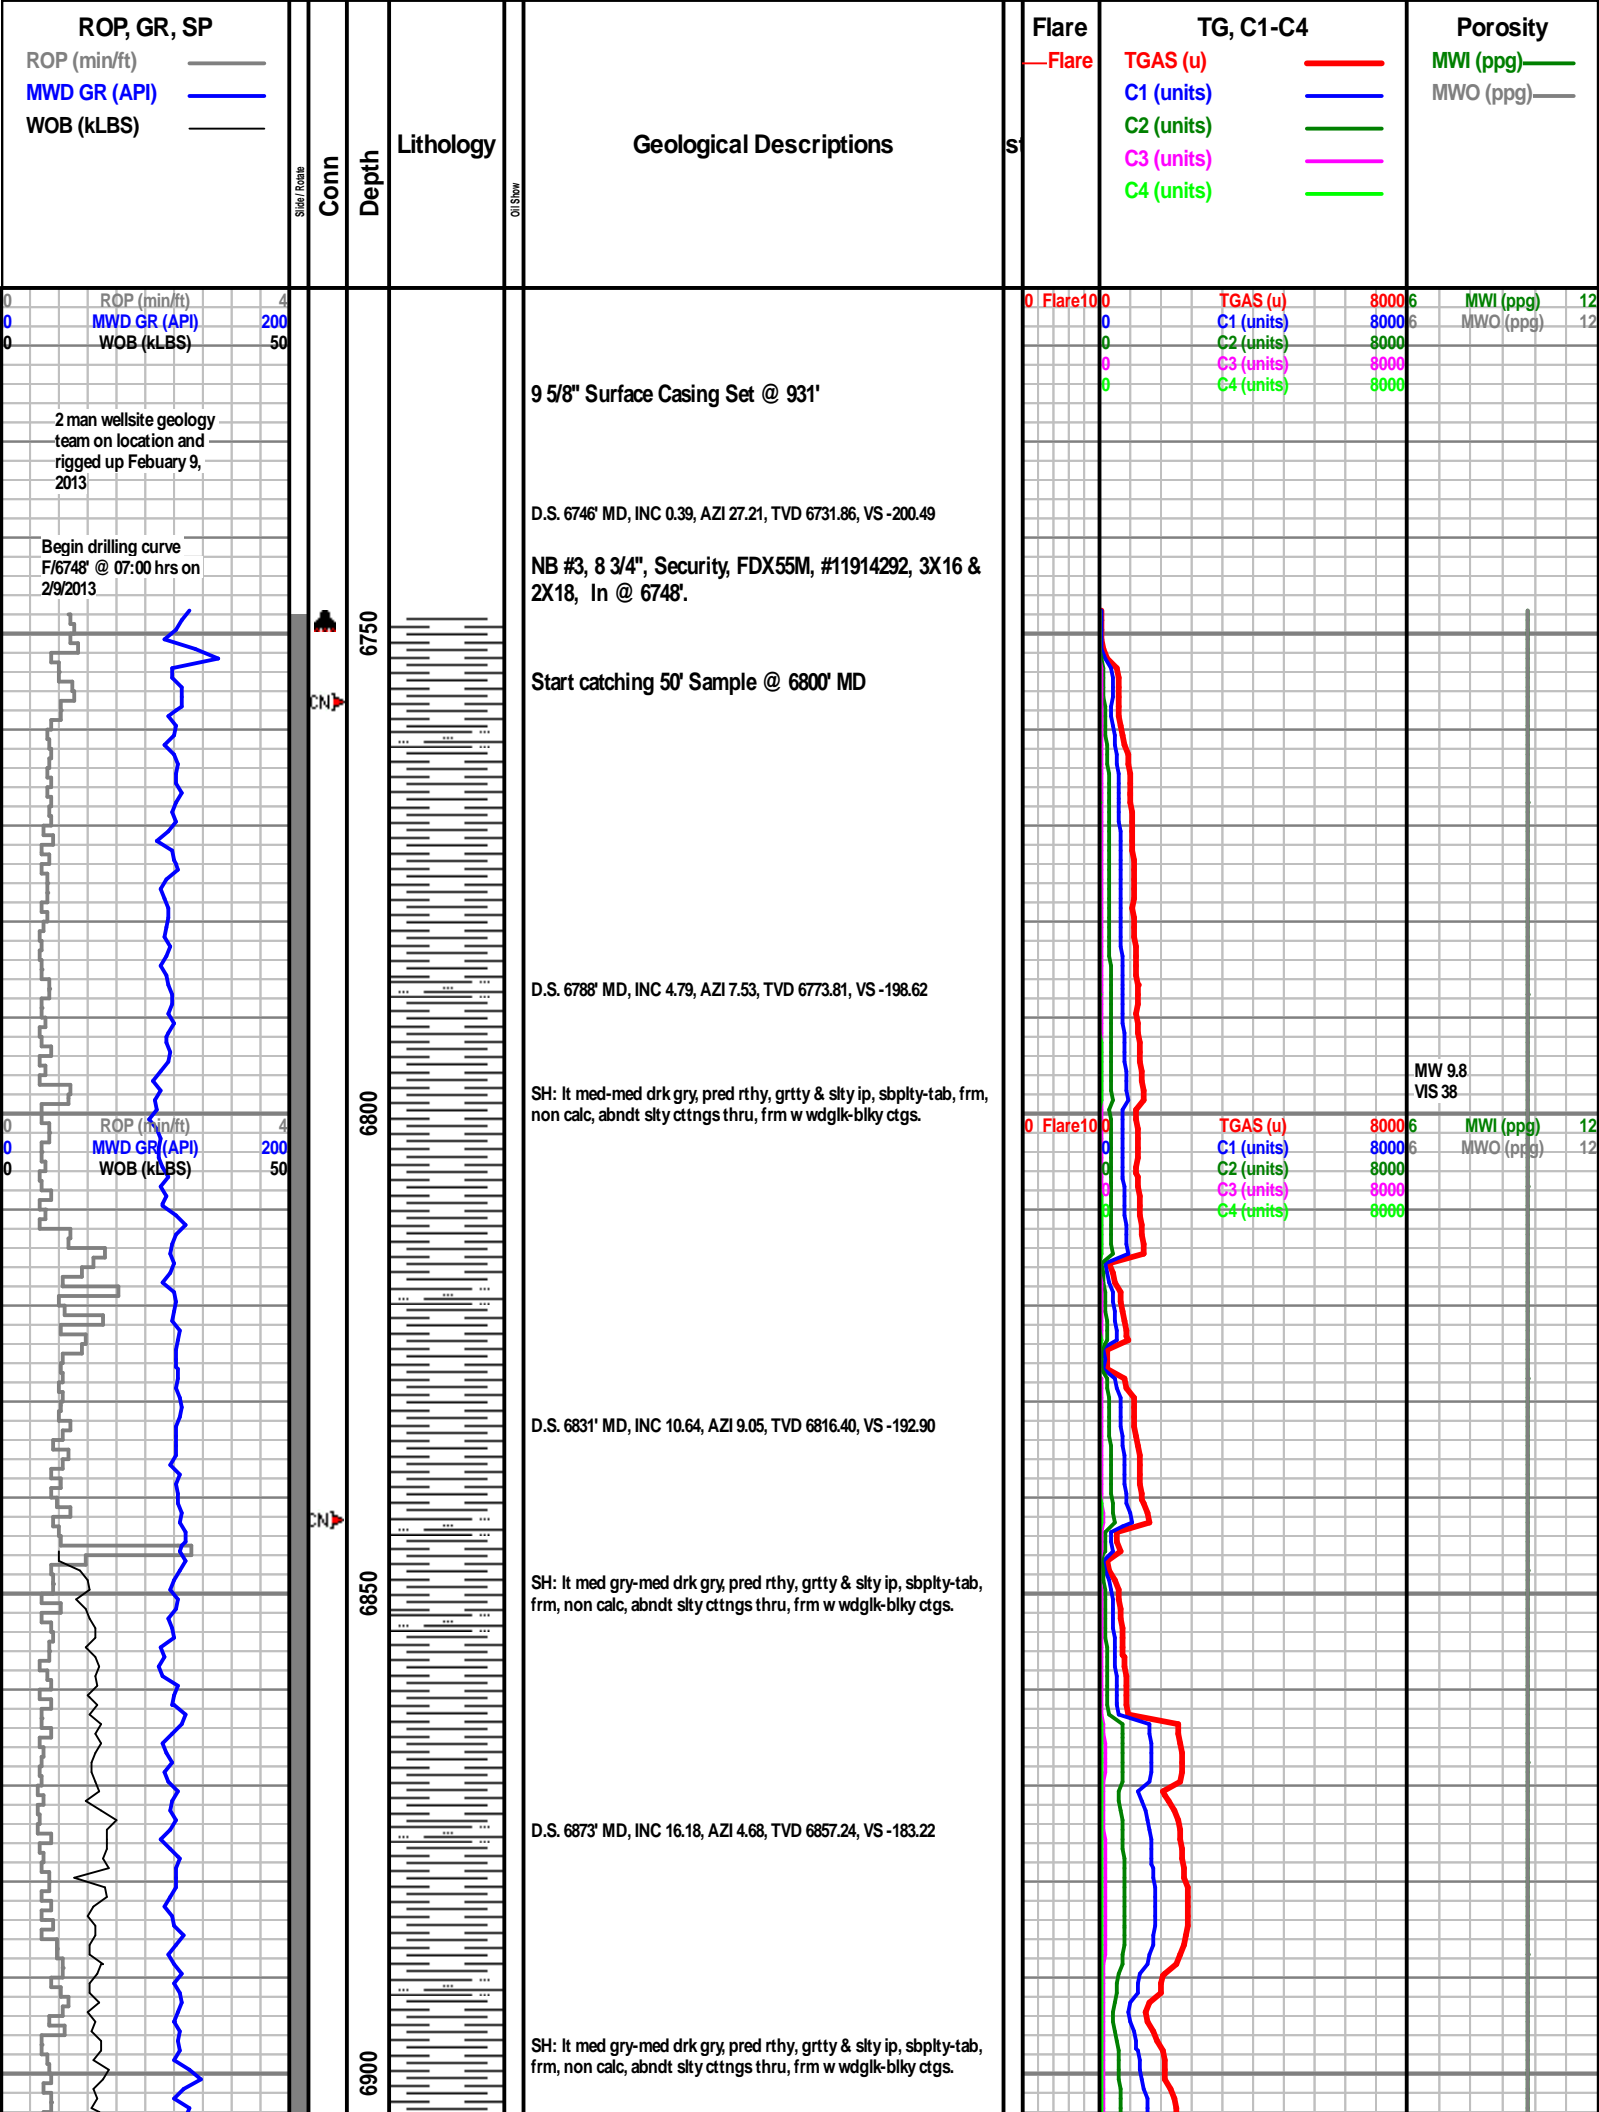 ROP, GR, SP
ROP (min/ft)
MWD GR (API)
WOB (kLBS)
Slide / Rotate
Conn
Depth
Lithology
Oil Show
Geological Descriptions
st
Flare
Flare
TG, C1-C4
TGAS (u)
C1 (units)
C2 (units)
C3 (units)
C4 (units)
Porosity
MWI (ppg)
MWO (ppg)
0 ROP (min/ft) 4
0 MWD GR (API) 200
0 WOB (kLBS) 50
0 Flare 10
0 TGAS (u) 8000
0 C1 (units) 8000
0 C2 (units) 8000
0 C3 (units) 8000
0 C4 (units) 8000
6 MWI (ppg) 12
6 MWO (ppg) 12
9 5/8" Surface Casing Set @ 931'
2 man wellsite geology
team on location and
rigged up Febuary 9,
2013
D.S. 6746' MD, INC 0.39, AZI 27.21, TVD 6731.86, VS -200.49
Begin drilling curve
F/6748' @ 07:00 hrs on
2/9/2013
NB #3, 8 3/4", Security, FDX55M, #11914292, 3X16 &
2X18, In @ 6748'.
6750
Start catching 50' Sample @ 6800' MD
CN]
D.S. 6788' MD, INC 4.79, AZI 7.53, TVD 6773.81, VS -198.62
MW 9.8
VIS 38
SH: lt med-med drk gry, pred rthy, grtty & slty ip, sbplty-tab, frm,
non calc, abndt slty cttngs thru, frm w wdglk-blky ctgs.
6800
0 ROP (min/ft) 4
0 MWD GR (API) 200
0 WOB (kLBS) 50
0 Flare 10
0 TGAS (u) 8000
0 C1 (units) 8000
0 C2 (units) 8000
0 C3 (units) 8000
0 C4 (units) 8000
6 MWI (ppg) 12
6 MWO (ppg) 12
D.S. 6831' MD, INC 10.64, AZI 9.05, TVD 6816.40, VS -192.90
CN]
6850
SH: lt med gry-med drk gry, pred rthy, grtty & slty ip, sbplty-tab,
frm, non calc, abndt slty cttngs thru, frm w wdglk-blky ctgs.
D.S. 6873' MD, INC 16.18, AZI 4.68, TVD 6857.24, VS -183.22
SH: lt med gry-med drk gry, pred rthy, grtty & slty ip, sbplty-tab,
frm, non calc, abndt slty cttngs thru, frm w wdglk-blky ctgs.
6900